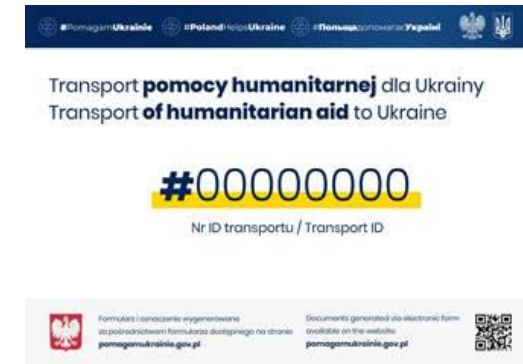 #PomagamUkrainie #PolandHelpsUkraine #ПольщадопомагаєУкраїні
Transport pomocy humanitarnej dla Ukrainy
Transport of humanitarian aid to Ukraine
#00000000
Nr ID transportu / Transport ID
Formularz i oznaczenie wygenerowane
za pośrednictwem formularza dostępnego na stronie
pomagamukrainie.gov.pl
Documents generated via electronic form
available on the website:
pomagamukrainie.gov.pl